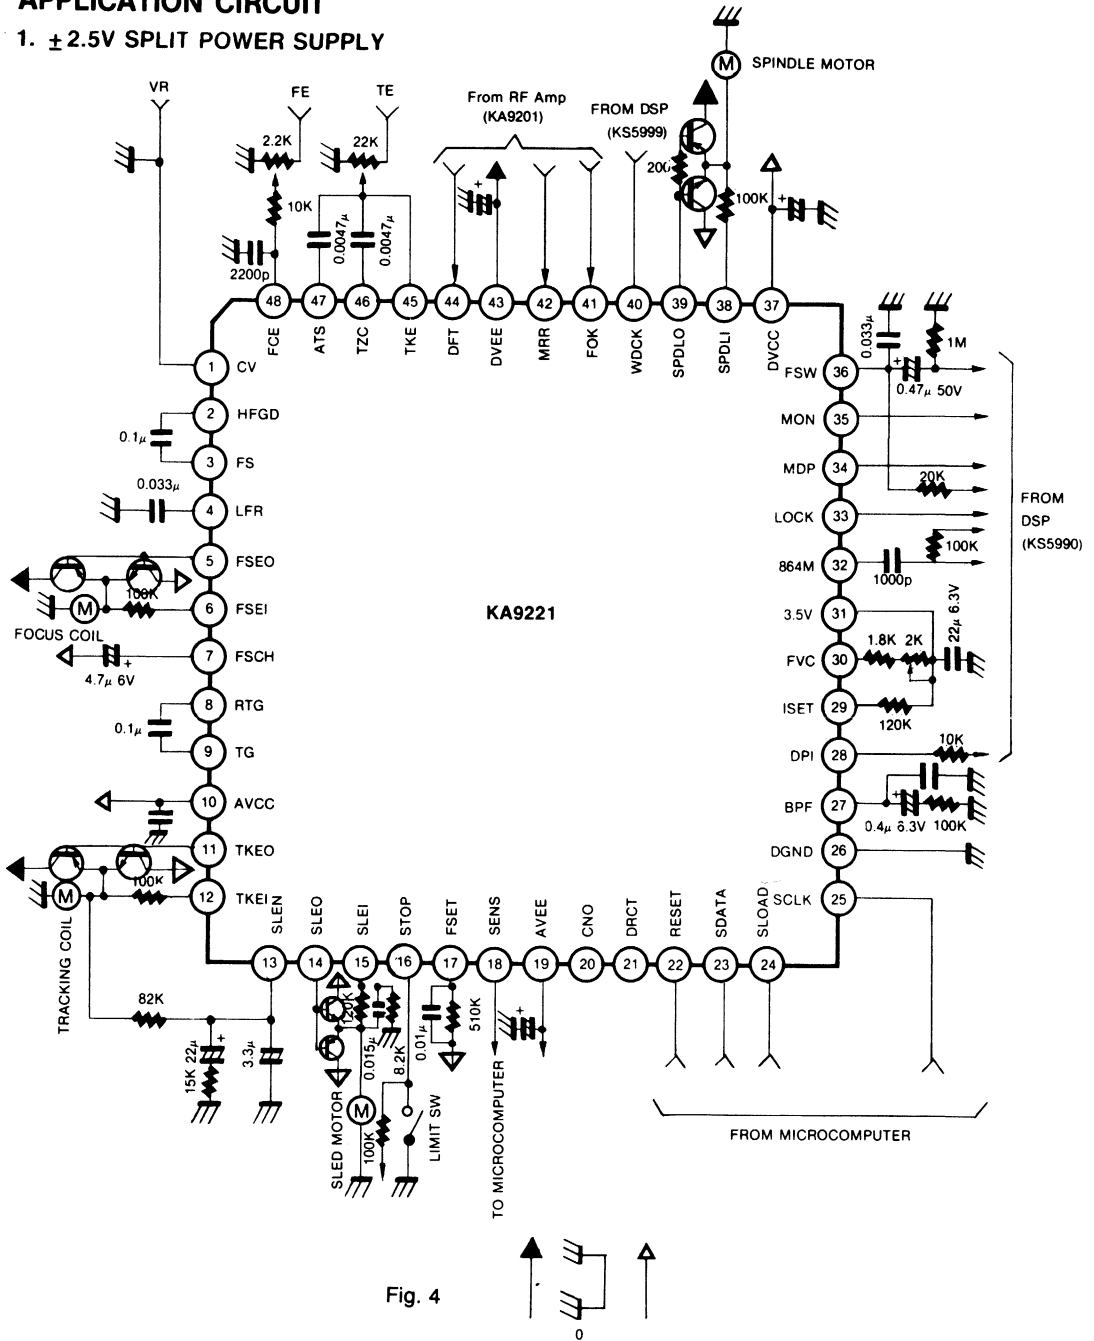 APPLICATION CIRCUIT
1. ±2.5V SPLIT POWER SUPPLY
VR
FE
TE
From RF Amp
(KA9201)
FROM DSP
(KS5999)
M
SPINDLE MOTOR
2.2K
22K
200
100K
10K
0.0047μ
0.0047μ
2200p
+
+
48
47
46
45
44
43
42
41
40
39
38
37
FCE
ATS
TZC
TKE
DFT
DVEE
MRR
FOK
WDCK
SPDLO
SPDLI
DVCC
1
CV
2
HFGD
0.1μ
3
FS
0.033μ
4
LFR
5
FSEO
100K
M
6
FSEI
FOCUS COIL
7
FSCH
+
4.7μ 6V
8
RTG
0.1μ
9
TG
10
AVCC
11
TKEO
100K
M
12
TKEI
TRACKING COIL
KA9221
0.033μ
1M
FSW
36
+
0.47μ 50V
MON
35
MDP
34
20K
LOCK
33
100K
864M
32
1000p
FROM
DSP
(KS5990)
3.5V
31
22μ 6.3V
1.8K
2K
FVC
30
ISET
29
120K
10K
DPI
28
BPF
27
+
0.4μ 6.3V
100K
DGND
26
SCLK
25
SLEN
SLEO
SLEI
STOP
FSET
SENS
AVEE
CNO
DRCT
RESET
SDATA
SLOAD
13
14
15
16
17
18
19
20
21
22
23
24
82K
22μ
+
15K
3.3μ
120K
0.015μ
8.2K
0.01μ
510K
+
M
SLED MOTOR
100K
LIMIT SW
TO MICROCOMPUTER
FROM MICROCOMPUTER
Fig. 4
0